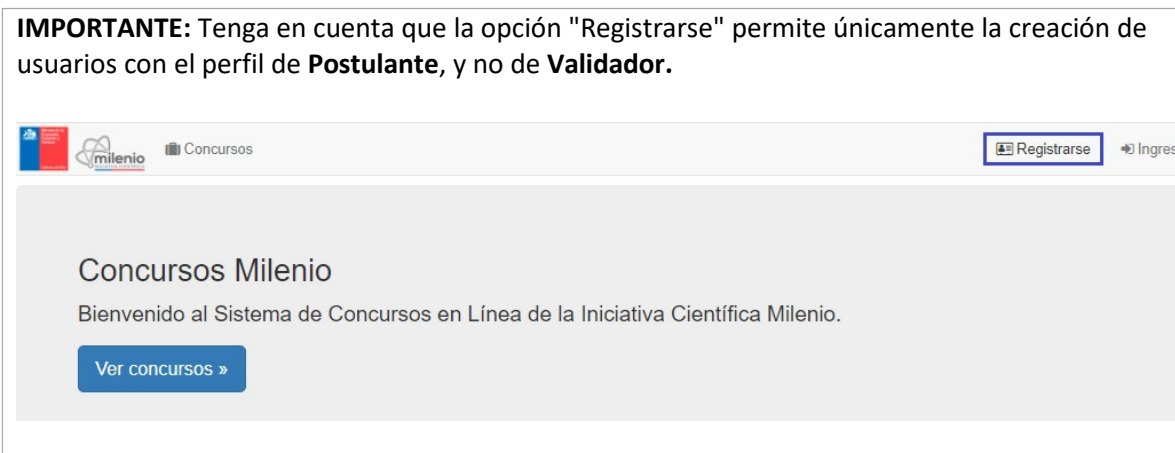 IMPORTANTE: Tenga en cuenta que la opción "Registrarse" permite únicamente la creación de
usuarios con el perfil de Postulante, y no de Validador.
milenio Concursos Registrarse Ingres
Concursos Milenio
Bienvenido al Sistema de Concursos en Línea de la Iniciativa Científica Milenio.
Ver concursos »